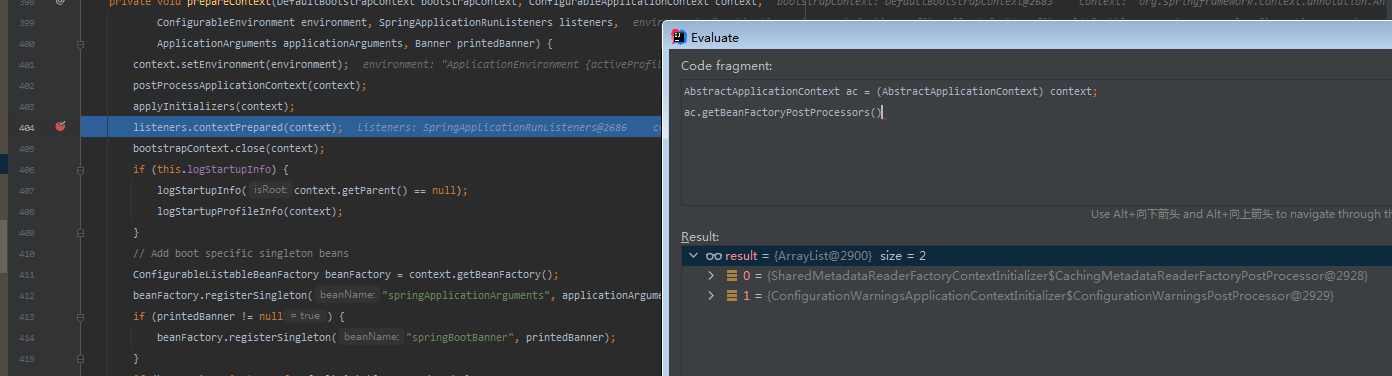 398 private void prepareContext(DefaultBootstrapContext bootstrapContext, ConfigurableApplicationContext context, bootstrapContext: DefaultBootstrapContext@2683 context: "org.springframework.context.annotation.An
399 ConfigurableEnvironment environment, SpringApplicationRunListeners listeners,
400 ApplicationArguments applicationArguments, Banner printedBanner) {
401 context.setEnvironment(environment); environment: "ApplicationEnvironment {activeProfil
402 postProcessApplicationContext(context);
403 applyInitializers(context);
404 listeners.contextPrepared(context); listeners: SpringApplicationRunListeners@2686
405 bootstrapContext.close(context);
406 if (this.logStartupInfo) {
407 logStartupInfo( isRoot: context.getParent() == null);
408 logStartupProfileInfo(context);
409 }
410 // Add boot specific singleton beans
411 ConfigurableListableBeanFactory beanFactory = context.getBeanFactory();
412 beanFactory.registerSingleton( beanName: "springApplicationArguments", applicationArgume
413 if (printedBanner != null = true ) {
414 beanFactory.registerSingleton( beanName: "springBootBanner", printedBanner);
415 }
Evaluate
Code fragment:
AbstractApplicationContext ac = (AbstractApplicationContext) context;
ac.getBeanFactoryPostProcessors()
Use Alt+向下箭头 and Alt+向上箭头 to navigate through th
Result:
result = {ArrayList@2900} size = 2
0 = {SharedMetadataReaderFactoryContextInitializer$CachingMetadataReaderFactoryPostProcessor@2928}
1 = {ConfigurationWarningsApplicationContextInitializer$ConfigurationWarningsPostProcessor@2929}